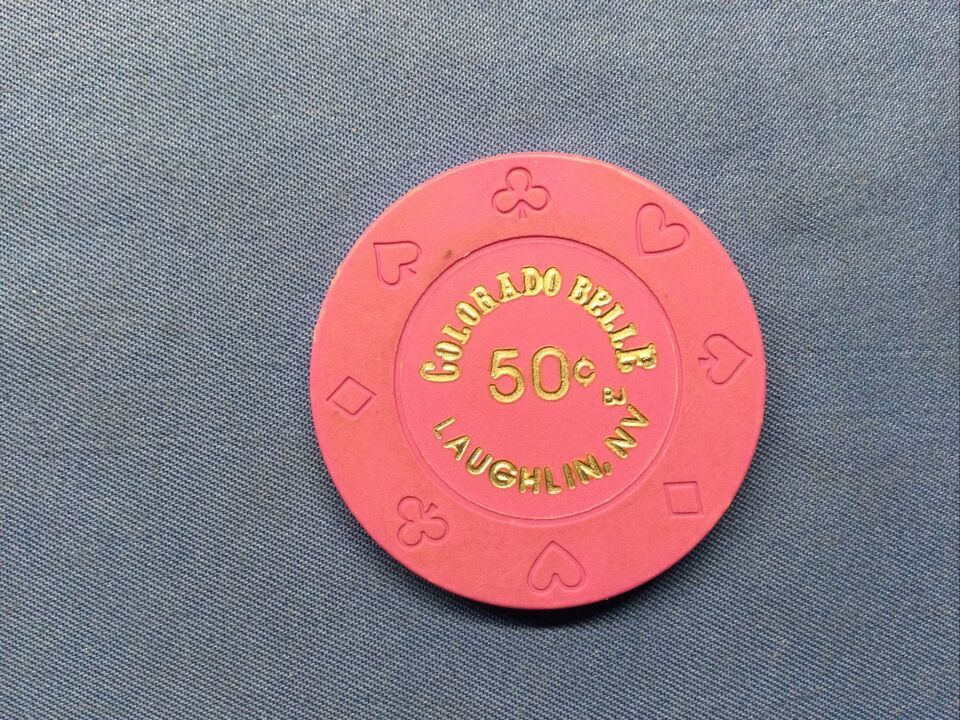 COLORADO BELLE
50¢
LAUGHLIN, NV